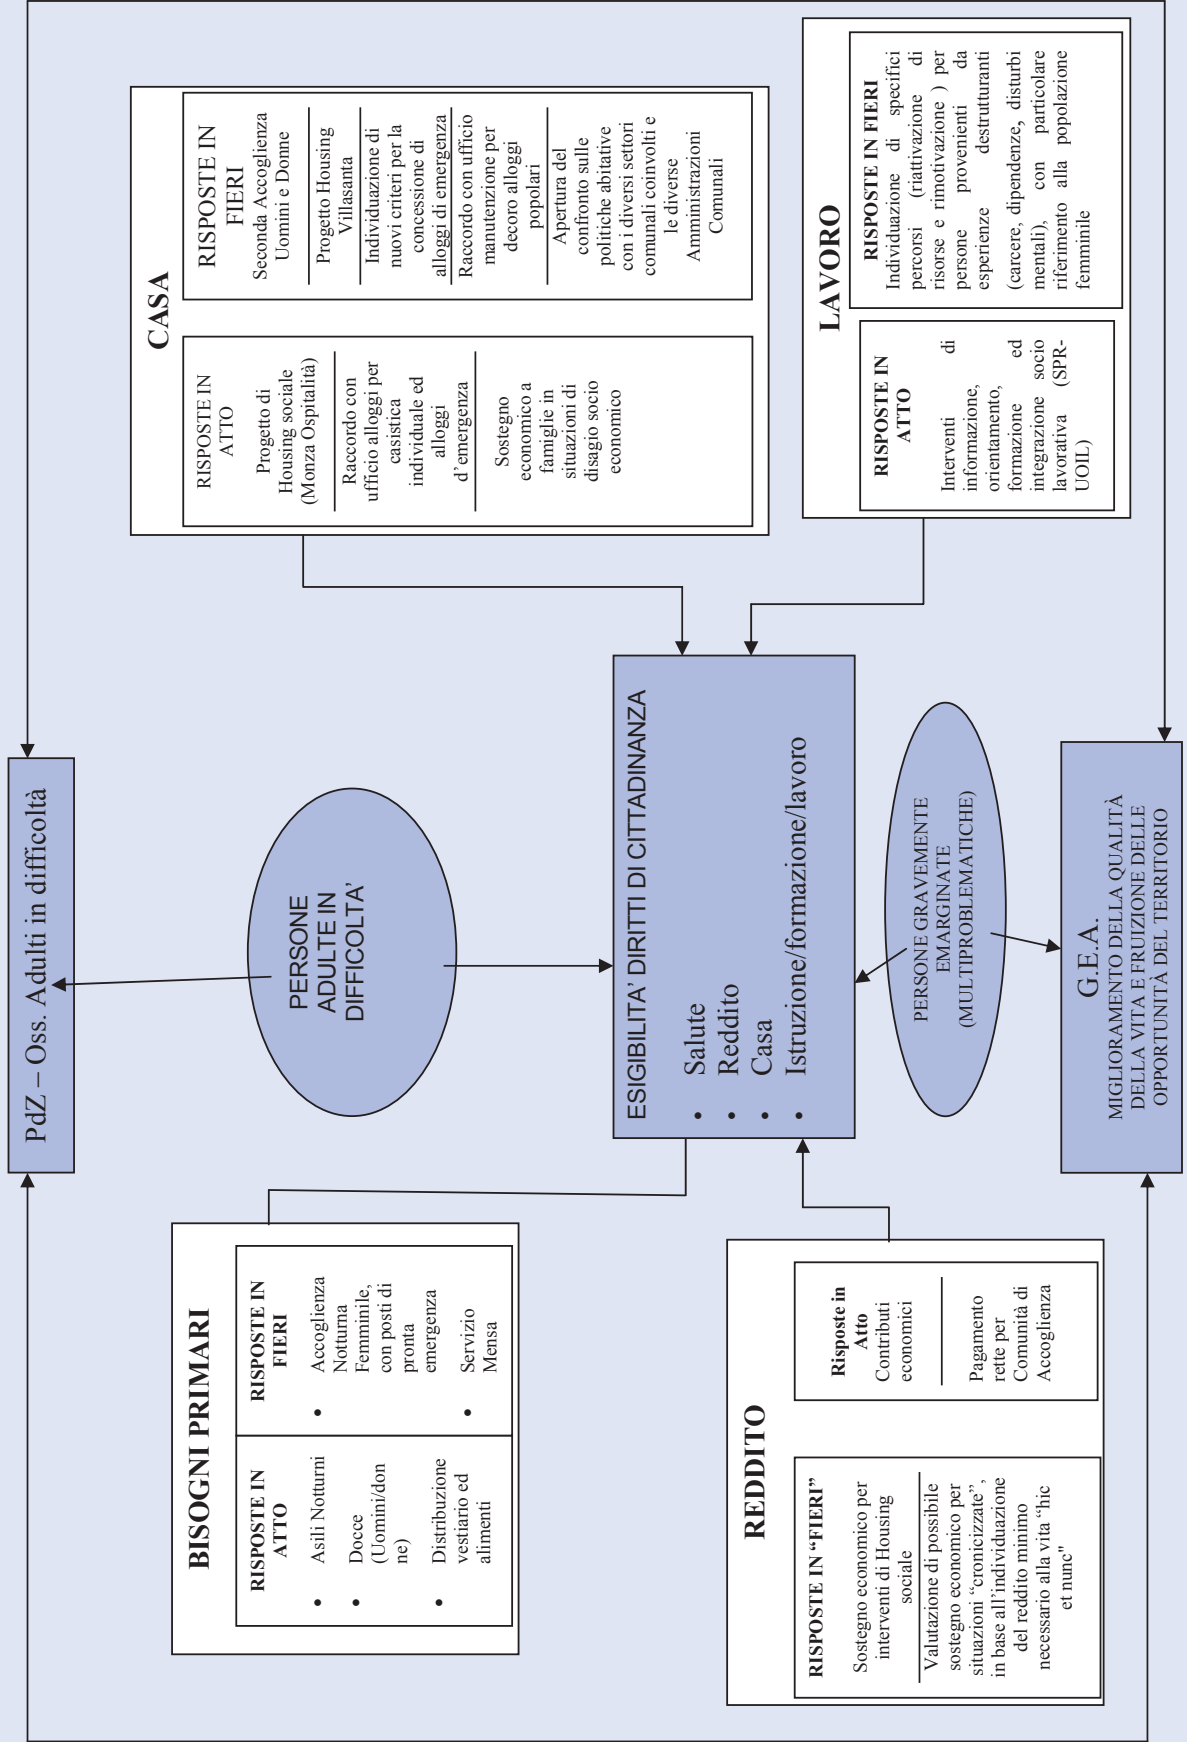 PdZ – Oss. Adulti in difficoltà
BISOGNI PRIMARI
RISPOSTE IN
ATTO
• Asili Notturni
• Docce
(Uomini/don
ne)
• Distribuzione
vestiario ed
alimenti
RISPOSTE IN
FIERI
• Accoglienza
Notturna
Femminile,
con posti di
pronta
emergenza
• Servizio
Mensa
PERSONE
ADULTE IN
DIFFICOLTA'
CASA
RISPOSTE IN
ATTO
Progetto di
Housing sociale
(Monza Ospitalità)
Raccordo con
ufficio alloggi per
casistica
individuale ed
alloggi
d'emergenza
Sostegno
economico a
famiglie in
situazioni di
disagio socio
economico
RISPOSTE IN
FIERI
Seconda Accoglienza
Uomini e Donne
Progetto Housing
Villasanta
Individuazione di
nuovi criteri per la
concessione di
alloggi di emergenza
Raccordo con ufficio
manutenzione per
decoro alloggi
popolari
Apertura del
confronto sulle
politiche abitative
con i diversi settori
comunali coinvolti e
le diverse
Amministrazioni
Comunali
ESIGIBILITA' DIRITTI DI CITTADINANZA
• Salute
• Reddito
• Casa
• Istruzione/formazione/lavoro
REDDITO
RISPOSTE IN “FIERI”
Sostegno economico per
interventi di Housing
sociale
Valutazione di possibile
sostegno economico per
situazioni “cronicizzate”,
in base all'individuazione
del reddito minimo
necessario alla vita “hic
et nunc"
Risposte in
Atto
Contributi
economici
Pagamento
rette per
Comunità di
Accoglienza
PERSONE GRAVEMENTE
EMARGINATE
(MULTIPROBLEMATICHE)
LAVORO
RISPOSTE IN
ATTO
Interventi di
informazione,
orientamento,
formazione ed
integrazione socio
lavorativa (SPR-
UOIL)
RISPOSTE IN FIERI
Individuazione di specifici
percorsi (riattivazione di
risorse e rimotivazione ) per
persone provenienti da
esperienze destrutturanti
(carcere, dipendenze, disturbi
mentali), con particolare
riferimento alla popolazione
femminile
G.E.A.
MIGLIORAMENTO DELLA QUALITÀ
DELLA VITA E FRUIZIONE DELLE
OPPORTUNITÀ DEL TERRITORIO